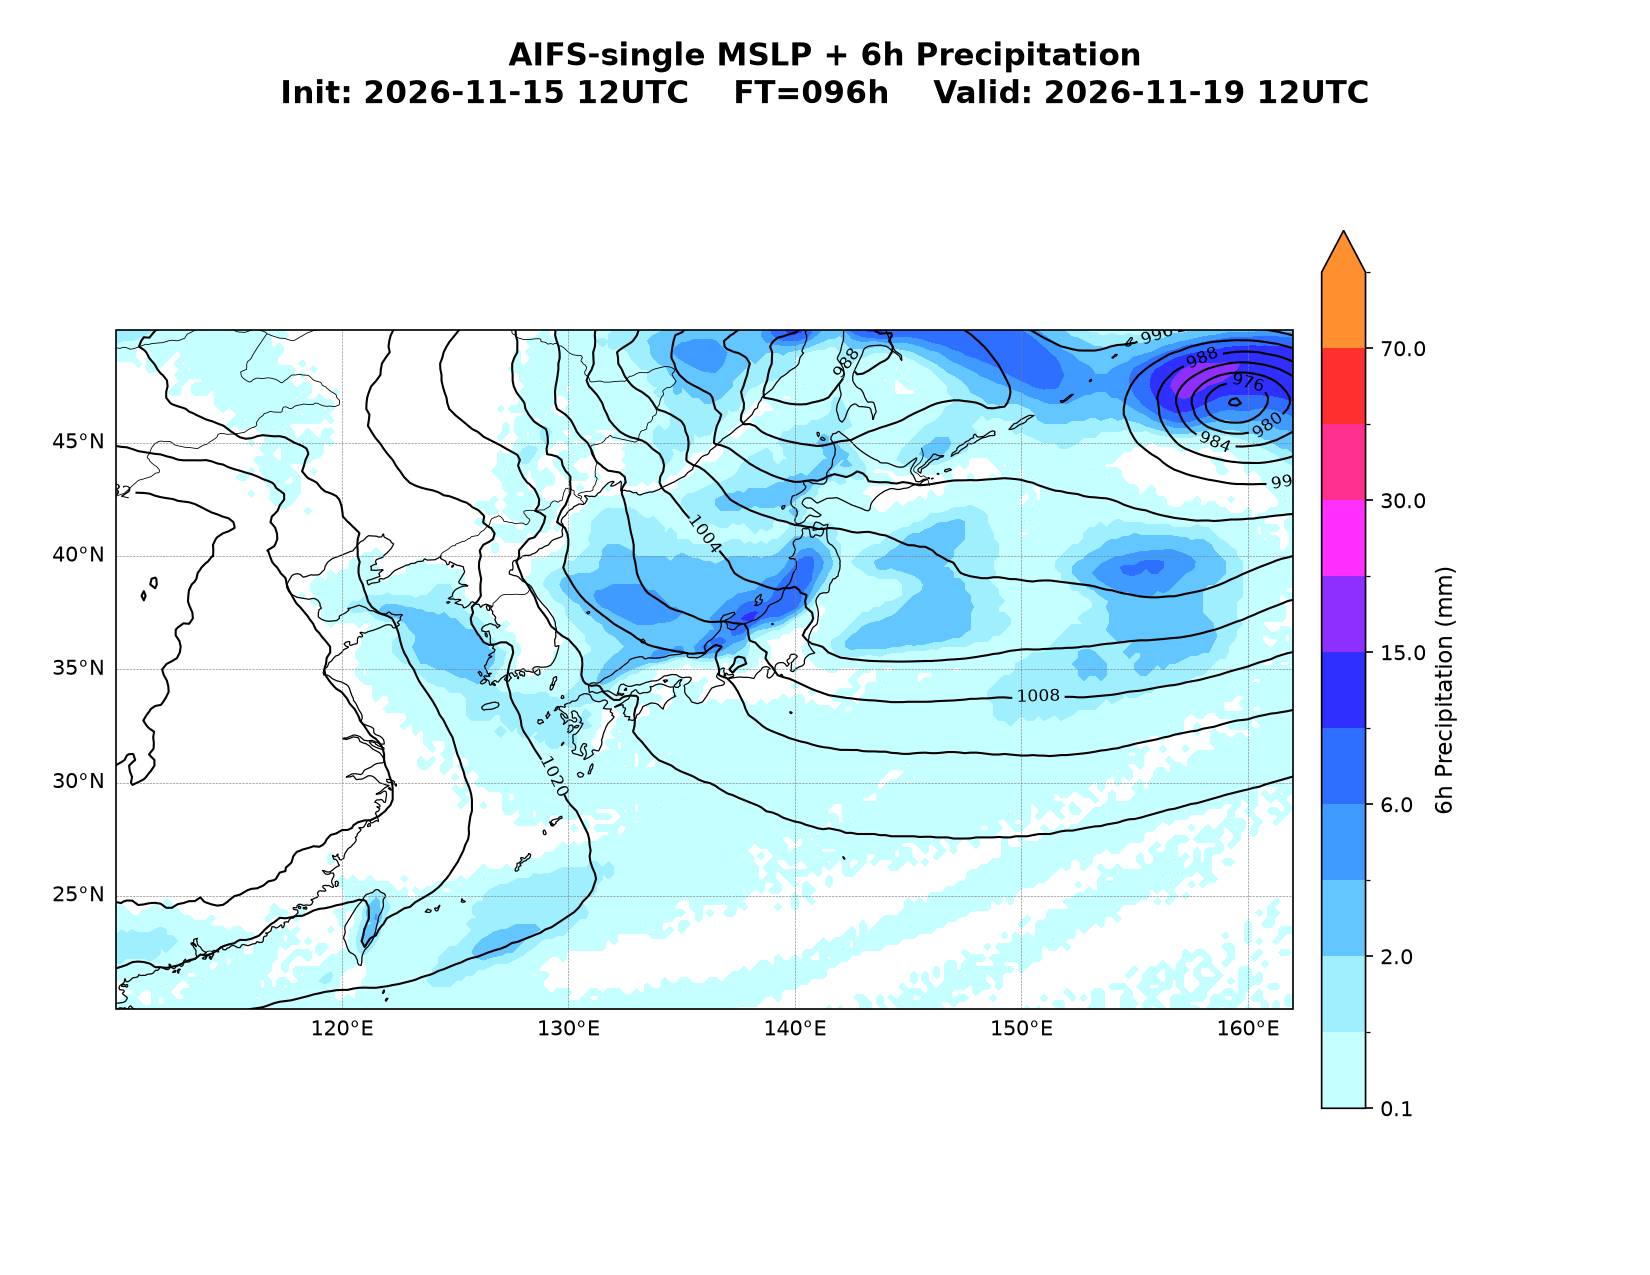 AIFS-single MSLP + 6h Precipitation
Init: 2026-11-15 12UTC    FT=096h    Valid: 2026-11-19 12UTC
996
988
988
976
980
984
1004
1008
1020
45°N
40°N
35°N
30°N
25°N
120°E
130°E
140°E
150°E
160°E
70.0
30.0
15.0
6.0
2.0
0.1
6h Precipitation (mm)